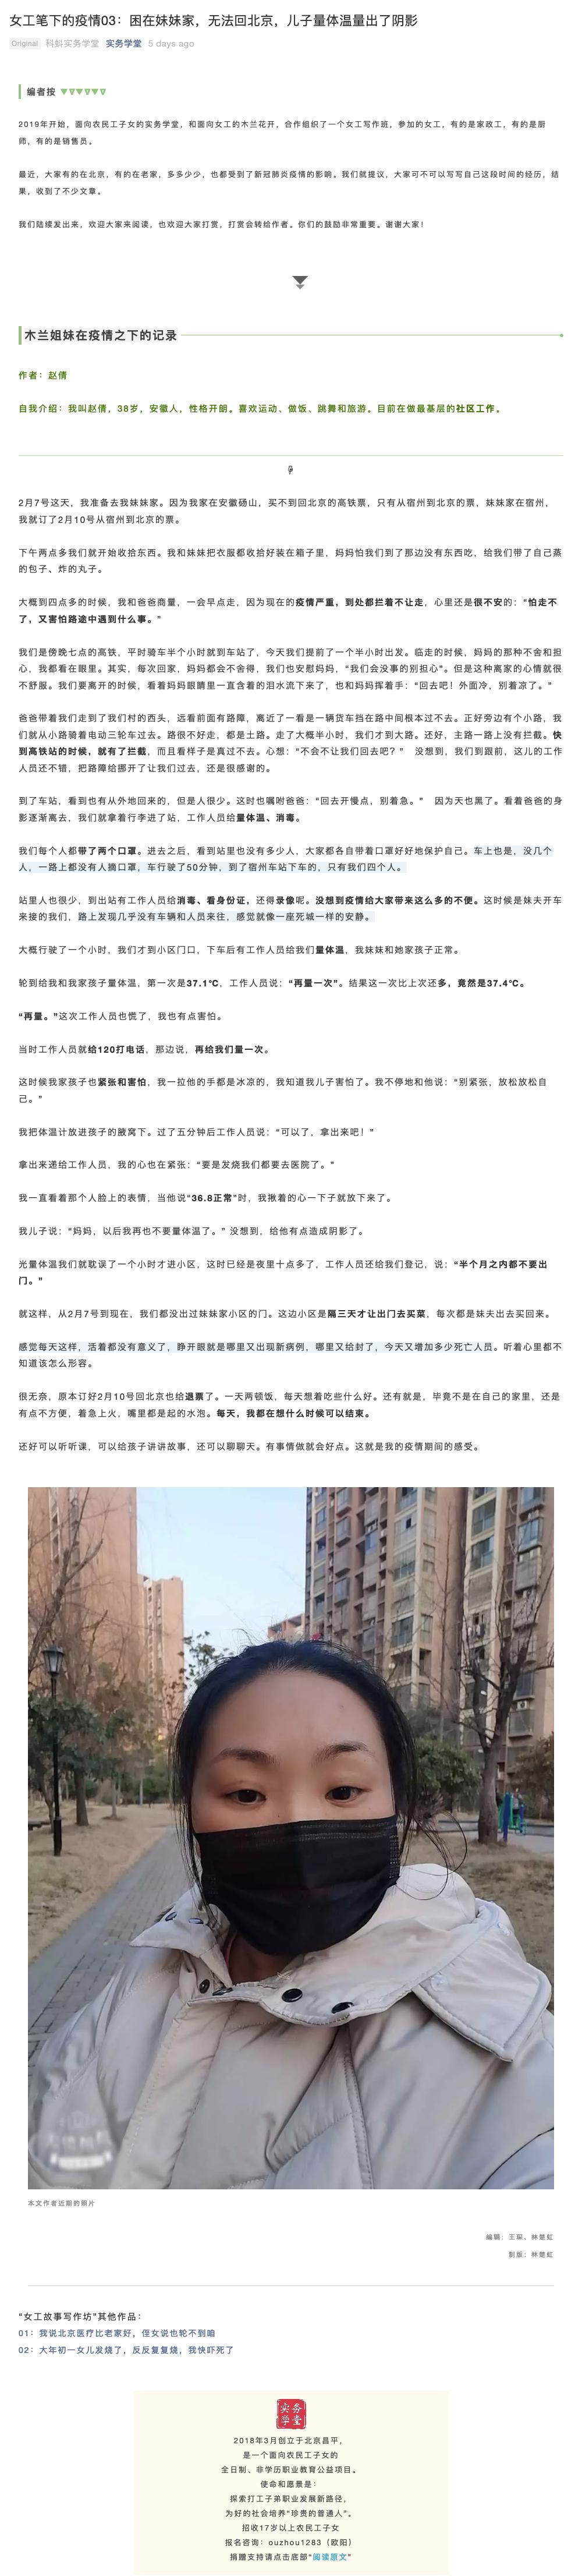 女工笔下的疫情03：困在妹妹家，无法回北京，儿子量体温量出了阴影
Original 科蚪实务学堂 实务学堂 5 days ago
编者按
2019年开始，面向农民工子女的实务学堂，和面向女工的木兰花开，合作组织了一个女工写作班，参加的女工，有的是家政工，有的是厨
师，有的是销售员。
最近，大家有的在北京，有的在老家，多多少少，也都受到了新冠肺炎疫情的影响。我们就提议，大家可不可以写写自己这段时间的经历，结
果，收到了不少文章。
我们陆续发出来，欢迎大家来阅读，也欢迎大家打赏，打赏会转给作者。你们的鼓励非常重要。谢谢大家！
木兰姐妹在疫情之下的记录
作者：赵倩
自我介绍：我叫赵倩，38岁，安徽人，性格开朗。喜欢运动、做饭、跳舞和旅游。目前在做最基层的社区工作。
2月7号这天，我准备去我妹妹家。因为我家在安徽砀山，买不到回北京的高铁票，只有从宿州到北京的票，妹妹家在宿州，
我就订了2月10号从宿州到北京的票。
下午两点多我们就开始收拾东西。我和妹妹把衣服都收拾好装在箱子里，妈妈怕我们到了那边没有东西吃，给我们带了自己蒸
的包子、炸的丸子。
大概到四点多的时候，我和爸爸商量，一会早点走，因为现在的疫情严重，到处都拦着不让走，心里还是很不安的：“怕走不
了，又害怕路途中遇到什么事。”
我们是傍晚七点的高铁，平时骑车半个小时就到车站了，今天我们提前了一个半小时出发。临走的时候，妈妈的那种不舍和担
心，我都看在眼里。其实，每次回家，妈妈都会不舍得，我们也安慰妈妈，“我们会没事的别担心”。但是这种离家的心情就很
不舒服。我们要离开的时候，看着妈妈眼睛里一直含着的泪水流下来了，也和妈妈挥着手：“回去吧！外面冷，别着凉了。”
爸爸带着我们走到了我们村的西头，远看前面有路障，离近了一看是一辆货车挡在路中间根本过不去。正好旁边有个小路，我
们就从小路骑着电动三轮车过去。路很不好走，都是土路。走了大概半小时，我们才到大路。还好，主路一路上没有拦截。快
到高铁站的时候，就有了拦截，而且看样子是真过不去。心想：“不会不让我们回去吧？” 没想到，我们到跟前，这儿的工作
人员还不错，把路障给挪开了让我们过去，还是很感谢的。
到了车站，看到也有从外地回来的，但是人很少。这时也嘱咐爸爸：“回去开慢点，别着急。” 因为天也黑了。看着爸爸的身
影逐渐离去，我们就拿着行李进了站，工作人员给量体温、消毒。
我们每个人都带了两个口罩。进去之后，看到站里也没有多少人，大家都各自带着口罩好好地保护自己。车上也是，没几个
人，一路上都没有人摘口罩，车行驶了50分钟，到了宿州车站下车的，只有我们四个人。
站里人也很少，到出站有工作人员给消毒、看身份证，还得录像呢。没想到疫情给大家带来这么多的不便。这时候是妹夫开车
来接的我们，路上发现几乎没有车辆和人员来往，感觉就像一座死城一样的安静。
大概行驶了一个小时，我们才到小区门口，下车后有工作人员给我们量体温，我妹妹和她家孩子正常。
轮到给我和我家孩子量体温，第一次是37.1℃，工作人员说：“再量一次”。结果这一次比上次还多，竟然是37.4℃。
“再量。”这次工作人员也慌了，我也有点害怕。
当时工作人员就给120打电话，那边说，再给我们量一次。
这时候我家孩子也紧张和害怕，我一拉他的手都是冰凉的，我知道我儿子害怕了。我不停地和他说：“别紧张，放松放松自
己。”
我把体温计放进孩子的腋窝下。过了五分钟后工作人员说：“可以了，拿出来吧！”
拿出来递给工作人员，我的心也在紧张：“要是发烧我们都要去医院了。”
我一直看着那个人脸上的表情，当他说“36.8正常”时，我揪着的心一下子就放下来了。
我儿子说：“妈妈，以后我再也不要量体温了。” 没想到，给他有点造成阴影了。
光量体温我们就耽误了一个小时才进小区，这时已经是夜里十点多了，工作人员还给我们登记，说：“半个月之内都不要出
门。”
就这样，从2月7号到现在，我们都没出过妹妹家小区的门。这边小区是隔三天才让出门去买菜，每次都是妹夫出去买回来。
感觉每天这样，活着都没有意义了，睁开眼就是哪里又出现新病例，哪里又给封了，今天又增加多少死亡人员。听着心里都不
知道该怎么形容。
很无奈，原本订好2月10号回北京也给退票了。一天两顿饭，每天想着吃些什么好。还有就是，毕竟不是在自己的家里，还是
有点不方便，着急上火，嘴里都是起的水泡。每天，我都在想什么时候可以结束。
还好可以听听课，可以给孩子讲讲故事，还可以聊聊天。有事情做就会好点。这就是我的疫情期间的感受。
本文作者近期的照片
编辑：王琛、林楚虹
制版：林楚虹
“女工故事写作坊”其他作品：
01：我说北京医疗比老家好，侄女说也轮不到咱
02：大年初一女儿发烧了，反反复复烧，我快吓死了
实务
学堂
2018年3月创立于北京昌平，
是一个面向农民工子女的
全日制、非学历职业教育公益项目。
使命和愿景是：
探索打工子弟职业发展新路径，
为好的社会培养“珍贵的普通人”。
招收17岁以上农民工子女
报名咨询：ouzhou1283（欧阳）
捐赠支持请点击底部“阅读原文”